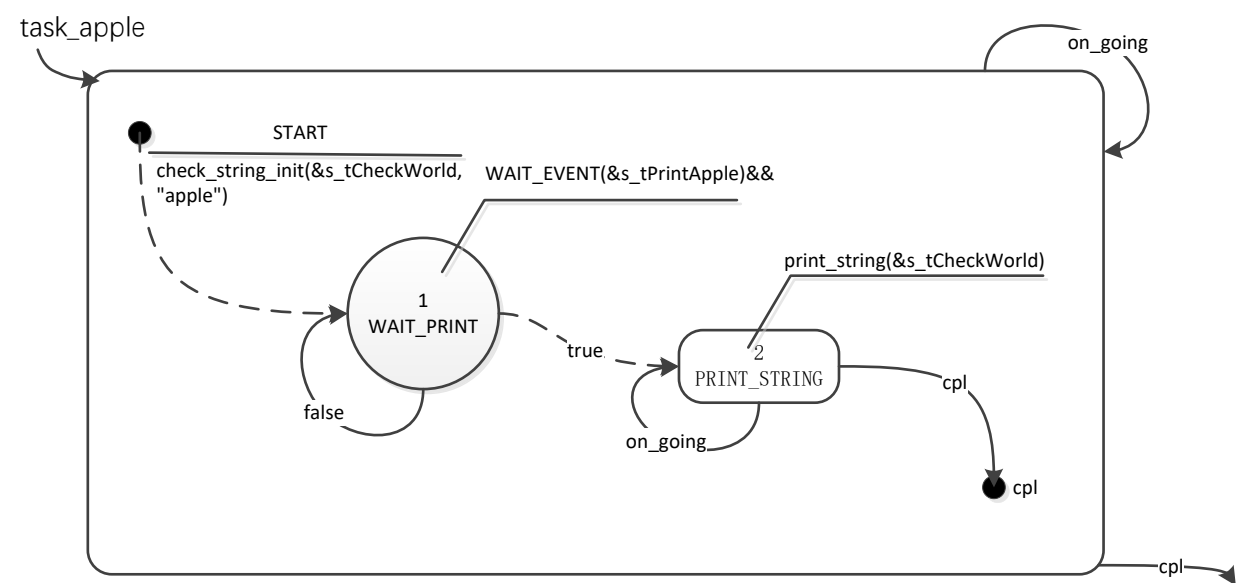 task_apple
on_going
START
check_string_init(&s_tCheckWorld,
"apple")
WAIT_EVENT(&s_tPrintApple)&&
print_string(&s_tCheckWorld)
1
WAIT_PRINT
true
2
PRINT_STRING
cpl
false
on_going
cpl
cpl